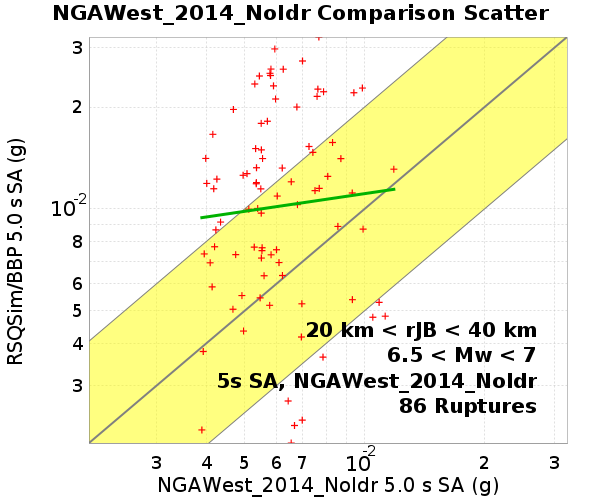 NGAWest_2014_NoIdr Comparison Scatter
RSQSim/BBP 5.0 s SA (g)
3
2
10-2
8
6
5
4
3
20 km < rJB < 40 km
6.5 < Mw < 7
5s SA, NGAWest_2014_NoIdr
86 Ruptures
3 4 5 6 7 10-2 2 3
NGAWest_2014_NoIdr 5.0 s SA (g)